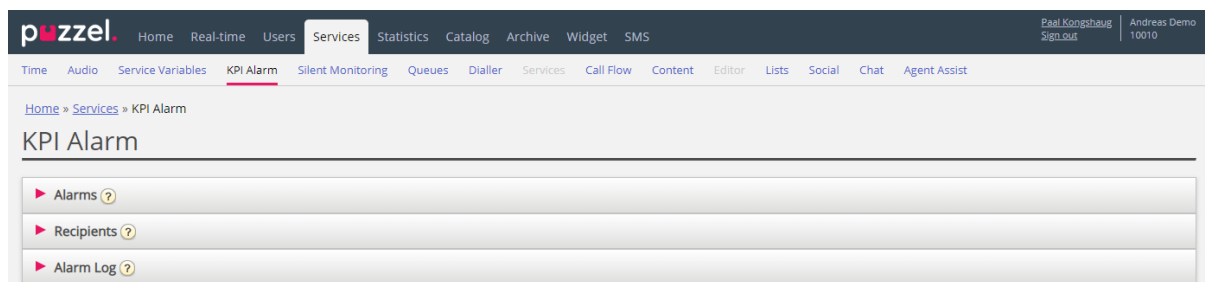 puzzel. Home Real-time Users Services Statistics Catalog Archive Widget SMS
Paal Kongshaug Andreas Demo
Sign out 10010
Time Audio Service Variables KPI Alarm Silent Monitoring Queues Dialler Services Call Flow Content Editor Lists Social Chat Agent Assist
Home » Services » KPI Alarm
KPI Alarm
Alarms ?
Recipients ?
Alarm Log ?